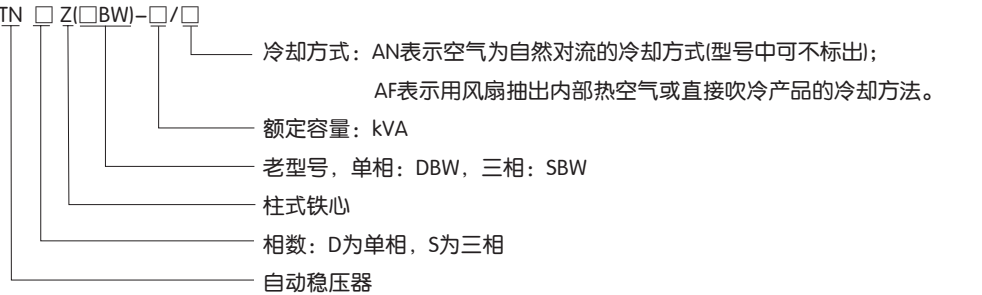 TN □ Z(□BW)–□/□
冷却方式：AN表示空气为自然对流的冷却方式(型号中可不标出)；
AF表示用风扇抽出内部热空气或直接吹冷产品的冷却方法。
额定容量：kVA
老型号，单相：DBW，三相：SBW
柱式铁心
相数：D为单相，S为三相
自动稳压器